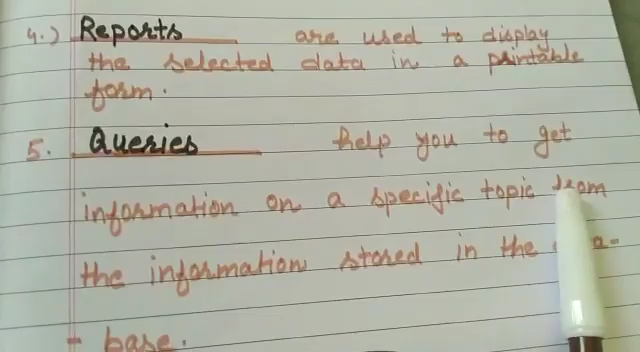 4.) Reports are used to display
the selected data in a printable
form.
5. Queries help you to get
information on a specific topic from
the information stored in the a-
- base.